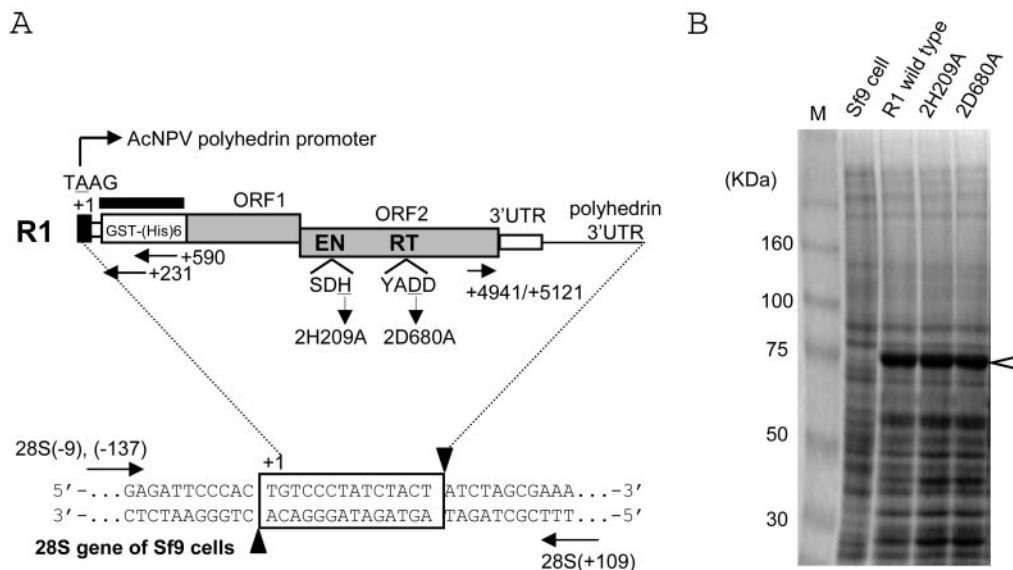 A
AcNPV polyhedrin promoter
TAAG
+1
R1
GST-(His)6
ORF1
ORF2
EN
RT
3'UTR
polyhedrin
3'UTR
+590
+231
SDH
YADD
+4941/+5121
2H209A
2D680A
28S(-9), (-137)
+1
5'-...GAGATTCCCAC TGTCCCTATCTACT ATCTAGCGAAA...-3'
3'-...CTCTAAGGGTC ACAGGGATAGATGA TAGATCGCTTT...-5'
28S gene of Sf9 cells
28S(+109)
B
M
Sf9 cell
R1 wild type
2H209A
2D680A
(KDa)
160
100
75
50
30